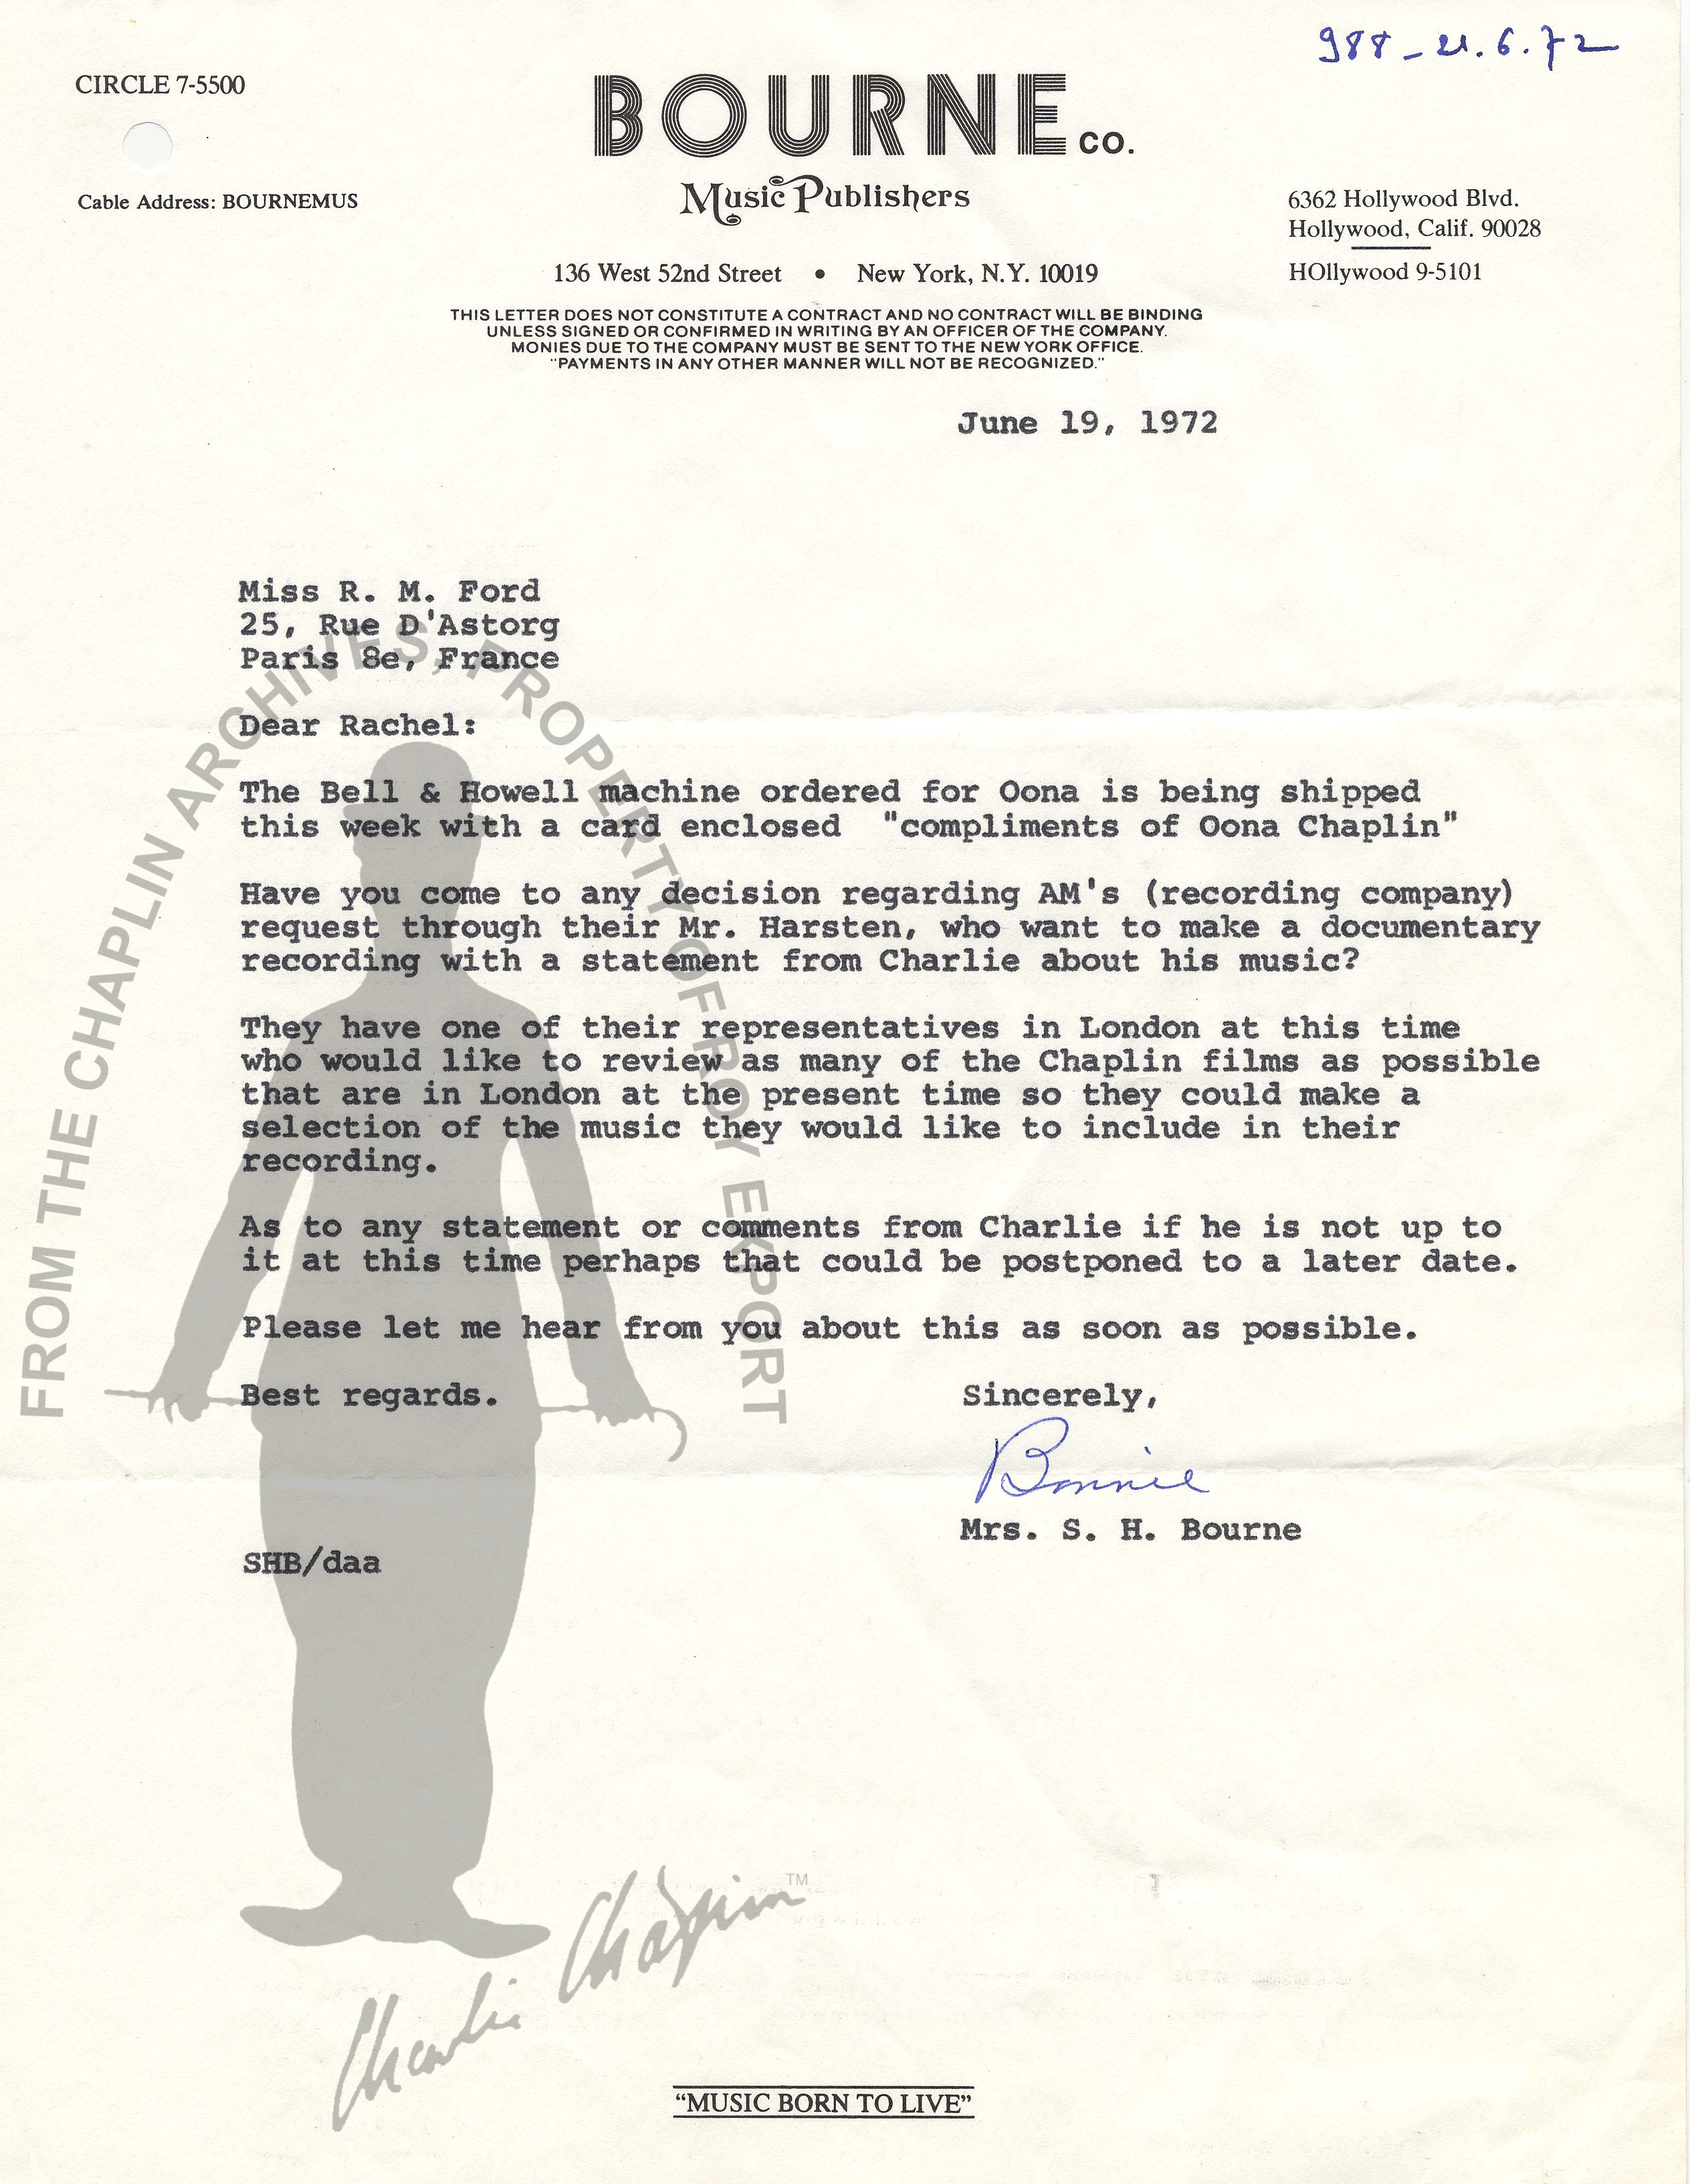 988 - 21.6.72
CIRCLE 7-5500
BOURNE CO.
Music Publishers
Cable Address: BOURNEMUS
6362 Hollywood Blvd.
Hollywood, Calif. 90028
HOllywood 9-5101
136 West 52nd Street • New York, N.Y. 10019
THIS LETTER DOES NOT CONSTITUTE A CONTRACT AND NO CONTRACT WILL BE BINDING
UNLESS SIGNED OR CONFIRMED IN WRITING BY AN OFFICER OF THE COMPANY.
MONIES DUE TO THE COMPANY MUST BE SENT TO THE NEW YORK OFFICE.
"PAYMENTS IN ANY OTHER MANNER WILL NOT BE RECOGNIZED."
June 19, 1972
Miss R. M. Ford
25, Rue D'Astorg
Paris 8e, France
Dear Rachel:
The Bell & Howell machine ordered for Oona is being shipped
this week with a card enclosed "compliments of Oona Chaplin"
Have you come to any decision regarding AM's (recording company)
request through their Mr. Harsten, who want to make a documentary
recording with a statement from Charlie about his music?
They have one of their representatives in London at this time
who would like to review as many of the Chaplin films as possible
that are in London at the present time so they could make a
selection of the music they would like to include in their
recording.
As to any statement or comments from Charlie if he is not up to
it at this time perhaps that could be postponed to a later date.
Please let me hear from you about this as soon as possible.
Best regards.
Sincerely,
Bonnie
Mrs. S. H. Bourne
SHB/daa
FROM THE CHAPLIN ARCHIVES, PROPERTY OF ROY EXPORT
Charlie Chaplin™
“MUSIC BORN TO LIVE”